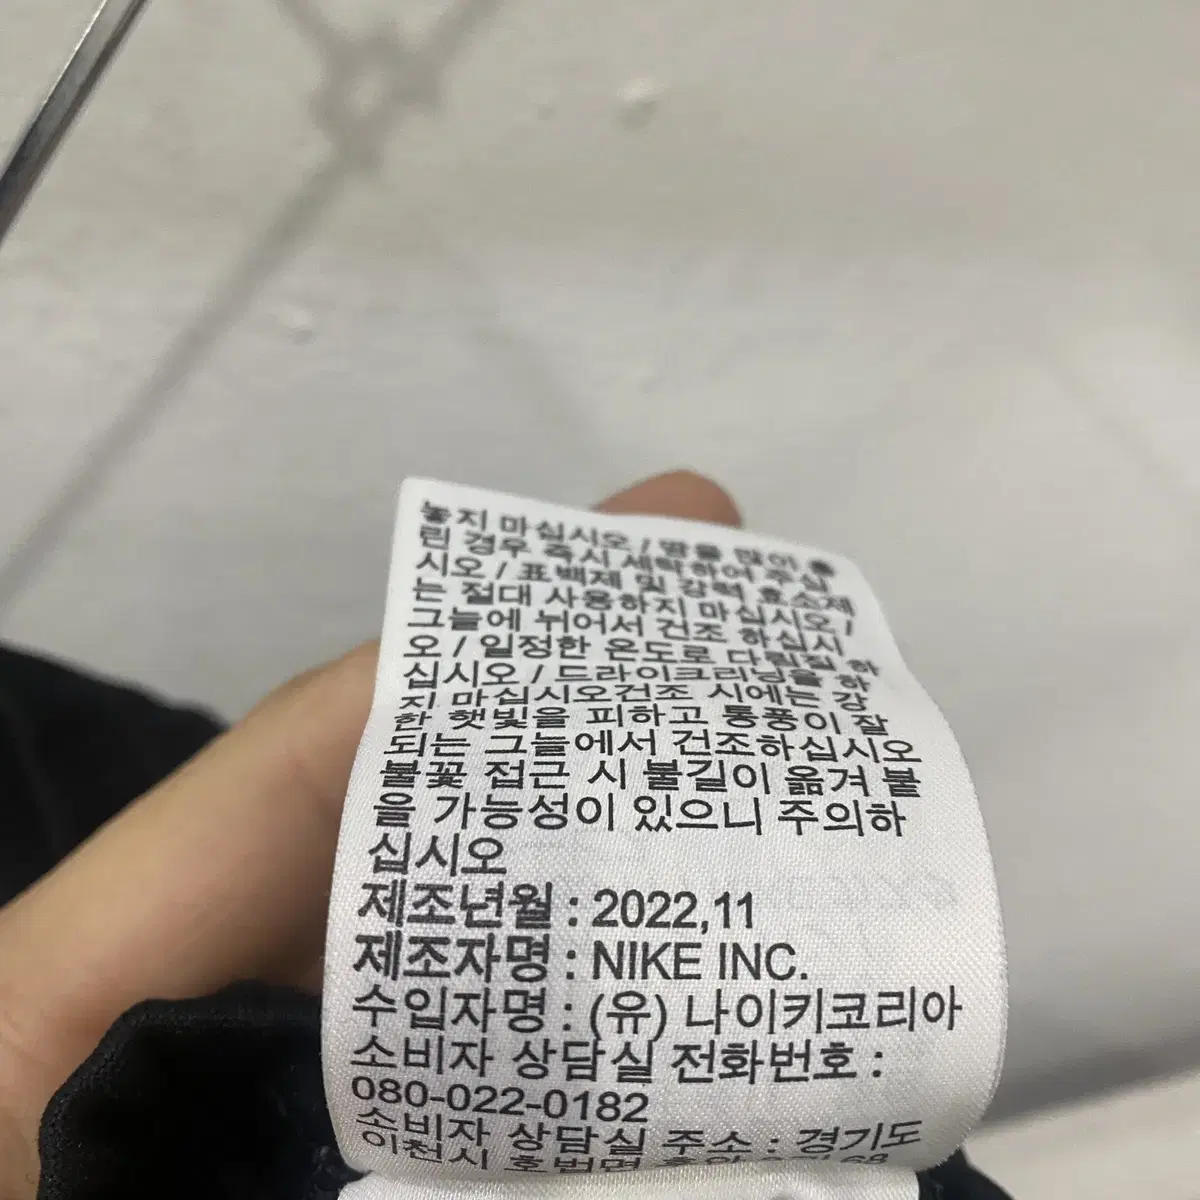 놓지 마십시오 / 땀을 많이 흘
린 경우 즉시 세탁하여 주십
시오 / 표백제 및 강력 효소제
는 절대 사용하지 마십시오 /
그늘에 뉘어서 건조 하십시
오 / 일정한 온도로 다림질 하
십시오 / 드라이크리닝을 하
지 마십시오건조 시에는 강
한 햇빛을 피하고 통풍이 잘
되는 그늘에서 건조하십시오
불꽃 접근 시 불길이 옮겨 붙
을 가능성이 있으니 주의하
십시오
제조년월 : 2022,11
제조자명 : NIKE INC.
수입자명 : (유) 나이키코리아
소비자 상담실 전화번호 :
080-022-0182
소비자 상담실 주소 : 경기도
이천시 호법면 68